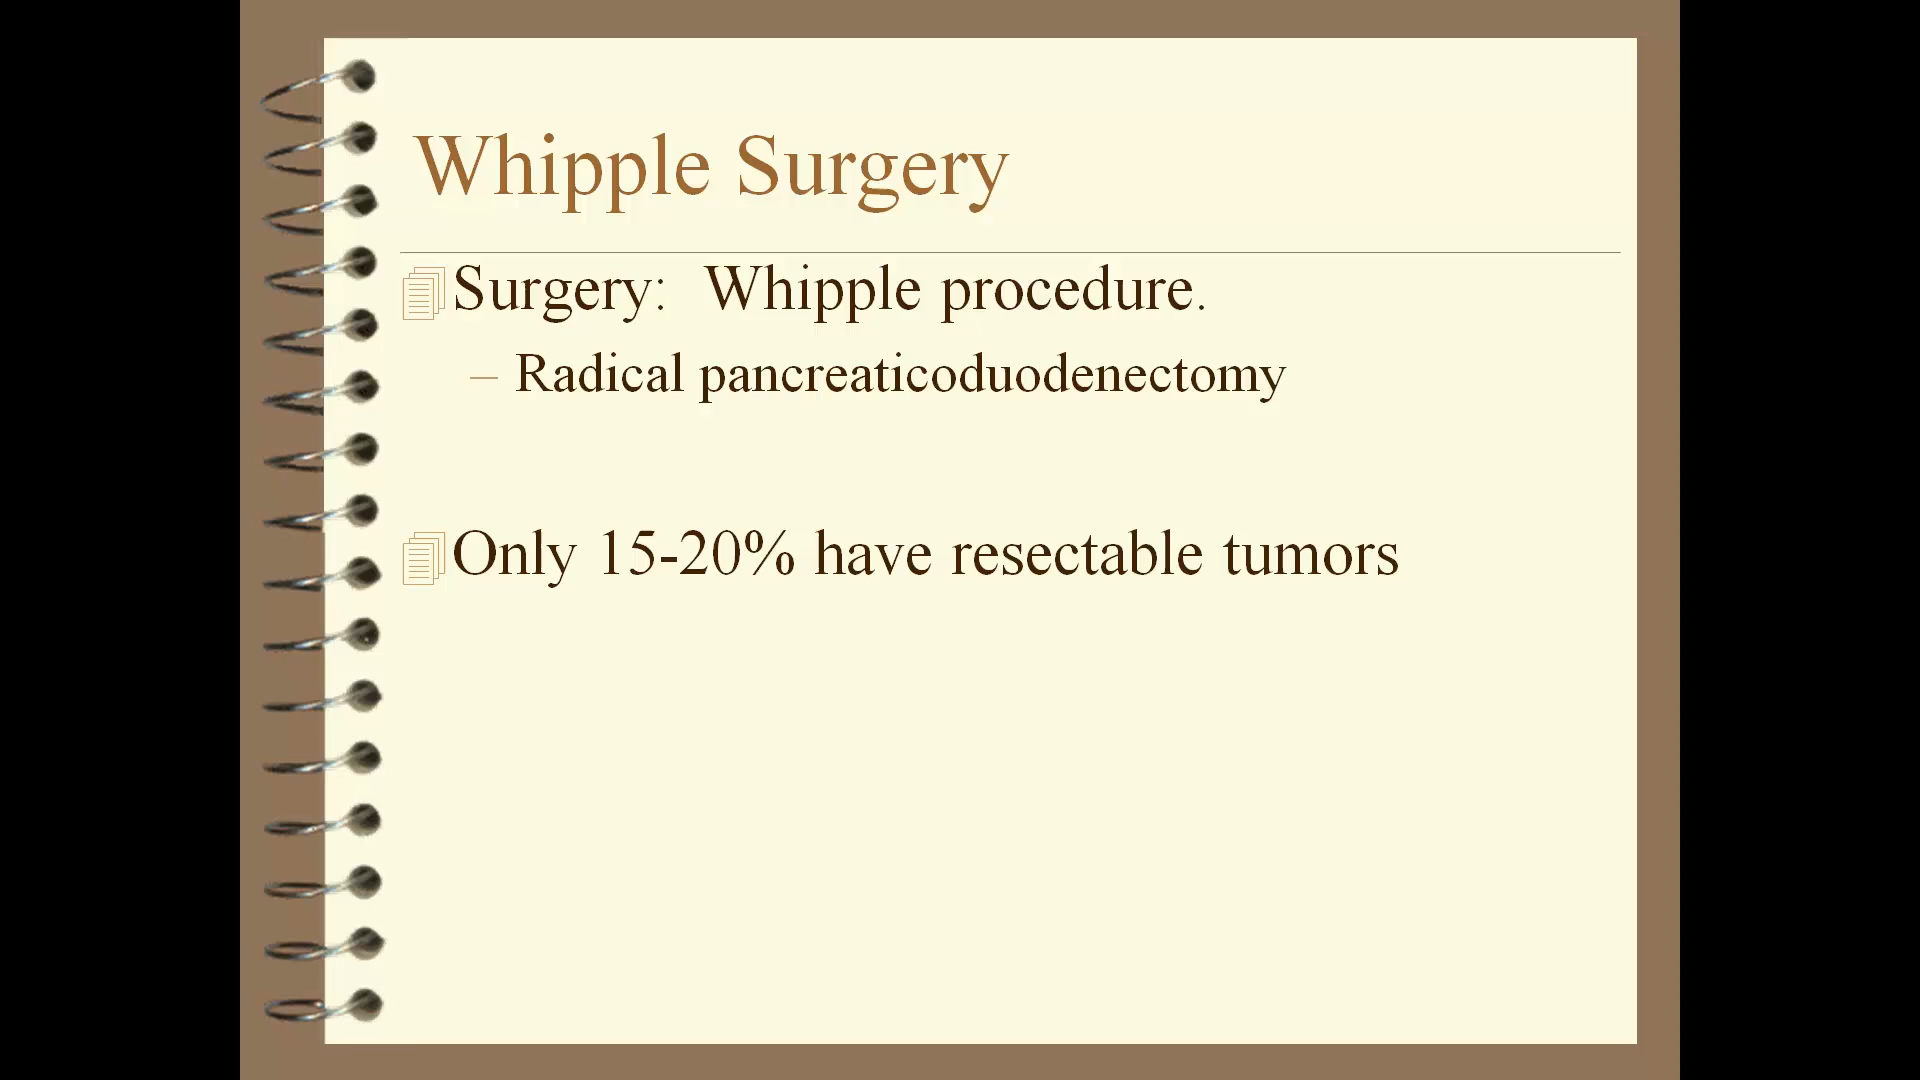 Whipple Surgery
Surgery: Whipple procedure.
– Radical pancreaticoduodenectomy
Only 15-20% have resectable tumors